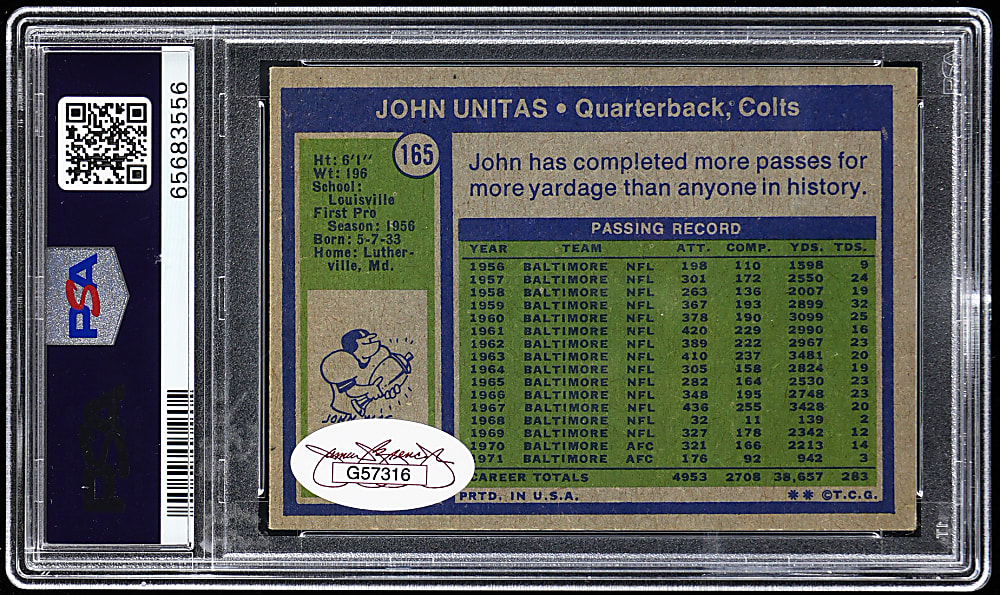 65683556
PSA
PSA
JOHN UNITAS • Quarterback, Colts
165
Ht: 6'1"
Wt: 196
School:
Louisville
First Pro
Season: 1956
Born: 5-7-33
Home: Luther-
ville, Md.
John has completed more passes for
more yardage than anyone in history.
PASSING RECORD
YEAR TEAM ATT. COMP. YDS. TDS.
1956 BALTIMORE NFL 198 110 1598 9
1957 BALTIMORE NFL 301 172 2550 24
1958 BALTIMORE NFL 263 136 2007 19
1959 BALTIMORE NFL 367 193 2899 32
1960 BALTIMORE NFL 378 190 3099 25
1961 BALTIMORE NFL 420 229 2990 16
1962 BALTIMORE NFL 389 222 2967 23
1963 BALTIMORE NFL 410 237 3481 20
1964 BALTIMORE NFL 305 158 2824 19
1965 BALTIMORE NFL 282 164 2530 23
1966 BALTIMORE NFL 348 195 2748 23
1967 BALTIMORE NFL 436 255 3428 20
1968 BALTIMORE NFL 32 11 139 2
1969 BALTIMORE NFL 327 178 2342 12
1970 BALTIMORE AFC 321 166 2213 14
1971 BALTIMORE AFC 176 92 942 3
CAREER TOTALS 4953 2708 38,657 283
PRTD. IN U.S.A. ** ©T.C.G.
JOHN
James Spence Jr
G57316